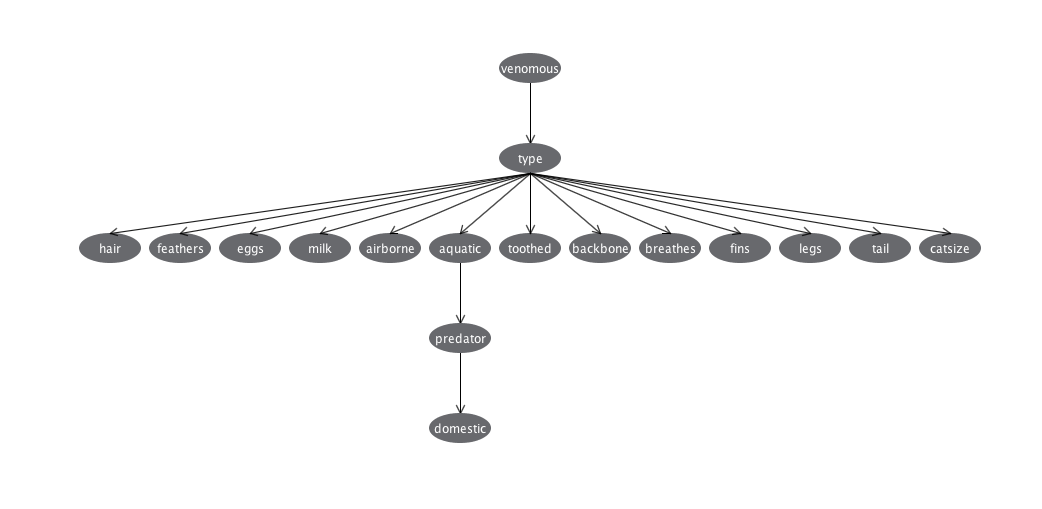 venomous
type
hair
feathers
eggs
milk
airborne
aquatic
toothed
backbone
breathes
fins
legs
tail
catsize
predator
domestic